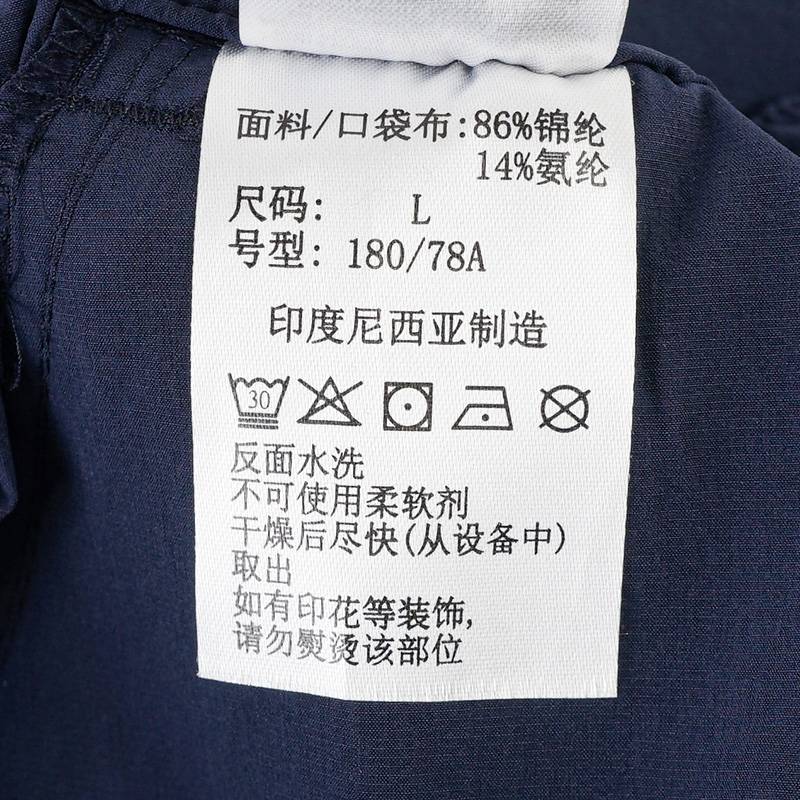 面料/口袋布:86%锦纶
14%氨纶
尺码: L
号型: 180/78A
印度尼西亚制造
30
反面水洗
不可使用柔软剂
干燥后尽快(从设备中)
取出
如有印花等装饰,
请勿熨烫该部位